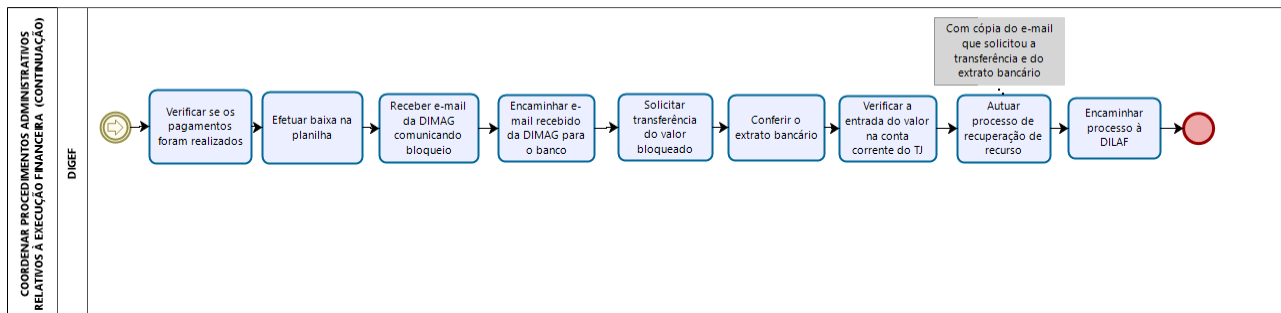 COORDENAR PROCEDIMENTOS ADMINISTRATIVOS
RELATIVOS À EXECUÇÃO FINANCEIRA (CONTINUAÇÃO)
DIGEF
Verificar se os
pagamentos
foram realizados
Efetuar baixa na
planilha
Receber e-mail
da DIMAG
comunicando
bloqueio
Encaminhar e-
mail recebido
da DIMAG para
o banco
Solicitar
transferência
do valor
bloqueado
Conferir o
extrato bancário
Verificar a
entrada do valor
na conta
corrente do TJ
Com cópia do e-mail
que solicitou a
transferência e do
extrato bancário
Autuar
processo de
recuperação de
recurso
Encaminhar
processo à
DILAF